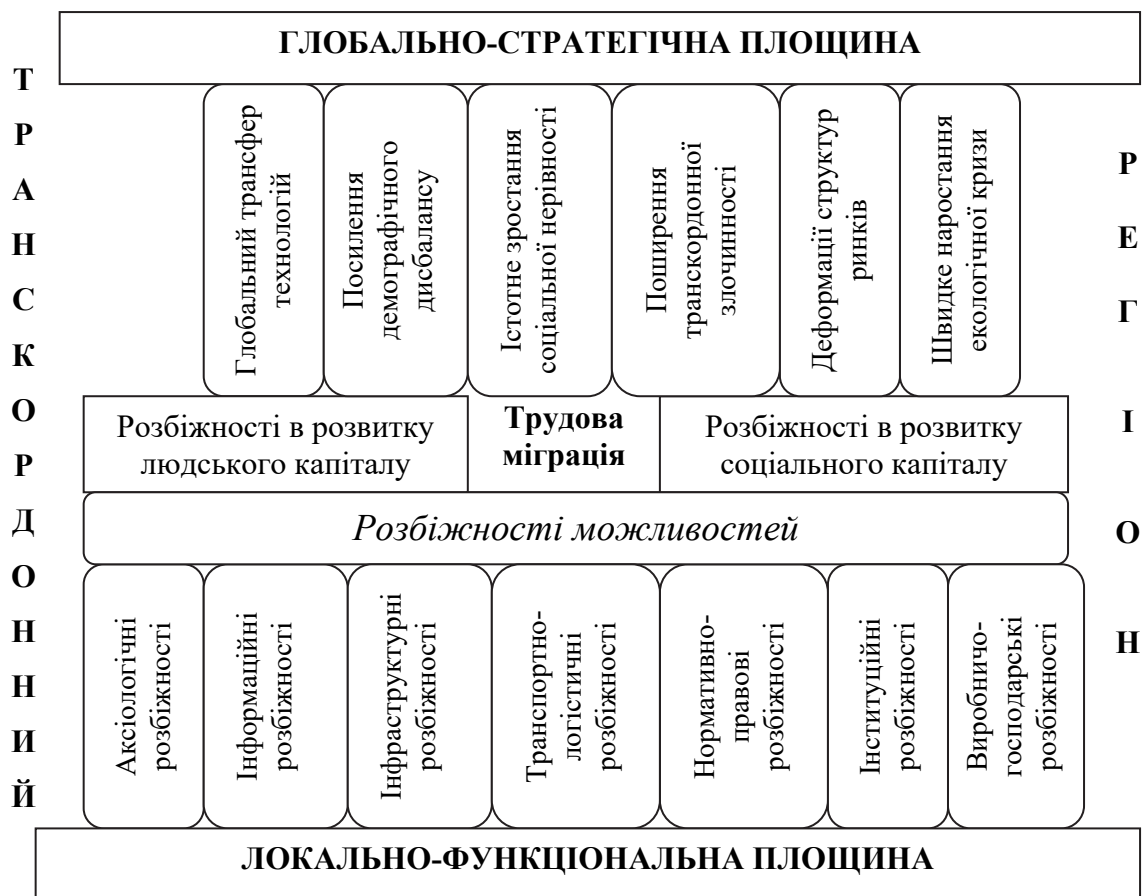 ГЛОБАЛЬНО-СТРАТЕГІЧНА ПЛОЩИНА
ТРАНСКОРДОННИЙ
Глобальний трансфер
технологій
Посилення
демографічного
дисбалансу
Істотне зростання
соціальної нерівності
Поширення
транскордонної
злочинності
Деформації структур
ринків
Швидке наростання
екологічної кризи
РЕГІОН
Розбіжності в розвитку
людського капіталу
Трудова
міграція
Розбіжності в розвитку
соціального капіталу
Розбіжності можливостей
Аксіологічні
розбіжності
Інформаційні
розбіжності
Інфраструктурні
розбіжності
Транспортно-
логістичні
розбіжності
Нормативно-
правові
розбіжності
Інституційні
розбіжності
Виробничо-
господарські
розбіжності
ЛОКАЛЬНО-ФУНКЦІОНАЛЬНА ПЛОЩИНА